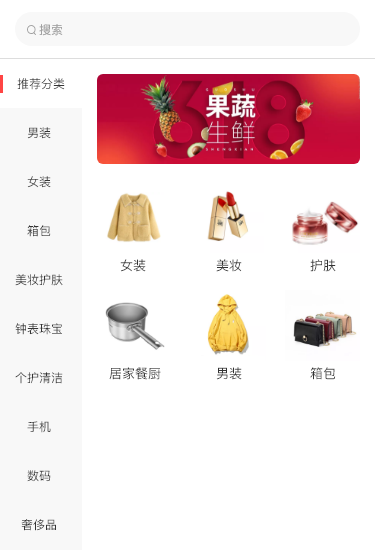 搜索
推荐分类
男装
女装
箱包
美妆护肤
钟表珠宝
个护清洁
手机
数码
奢侈品
618
果蔬
生鲜
SHENGXIAN
女装
美妆
护肤
居家餐厨
男装
箱包